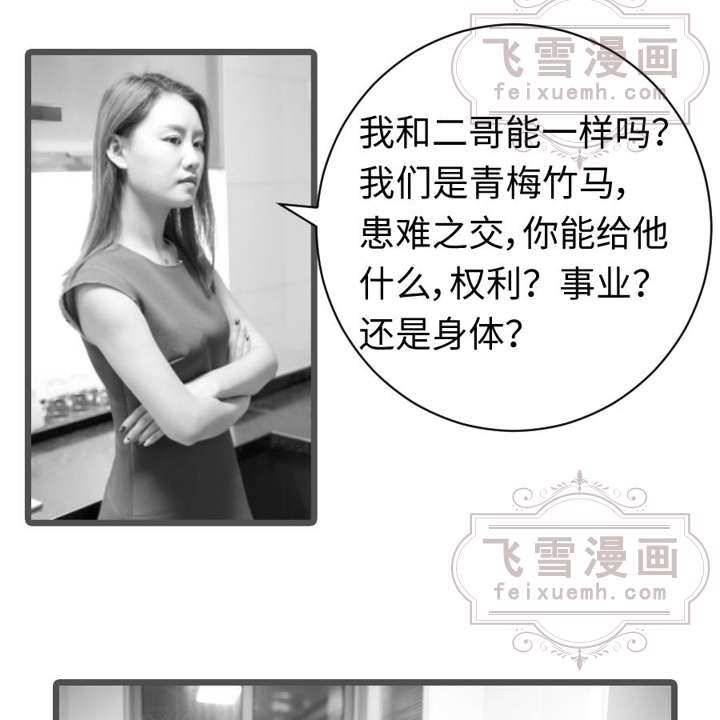 飞雪漫画
feixuemh.com
我和二哥能一样吗？
我们是青梅竹马，
患难之交，你能给他
什么，权利？事业？
还是身体？
飞雪漫画
feixuemh.com